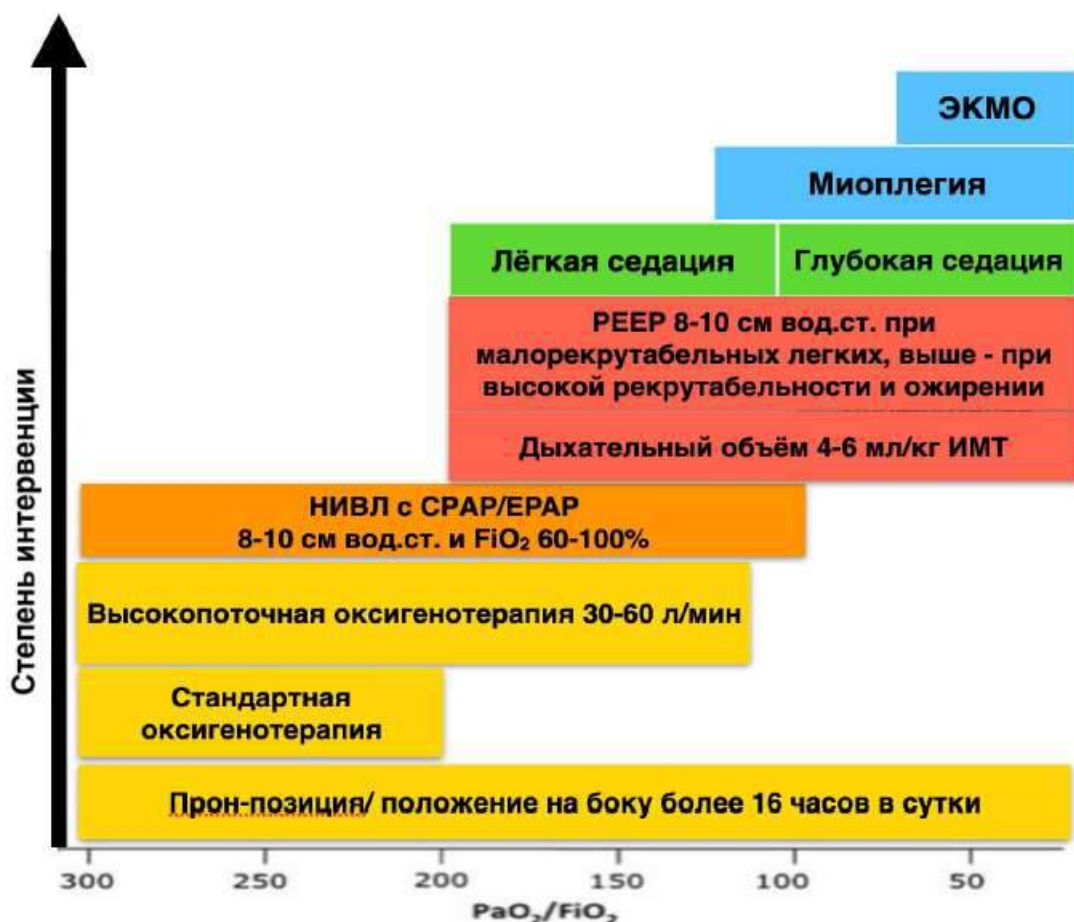 ЭКМО
Миоплегия
Лёгкая седация
Глубокая седация
PEEP 8-10 см вод.ст. при
малорекрутабельных легких, выше - при
высокой рекрутабельности и ожирении
Дыхательный объём 4-6 мл/кг ИМТ
НИВЛ с CPAP/EPAP
8-10 см вод.ст. и FiO₂ 60-100%
Высокопоточная оксигенотерапия 30-60 л/мин
Стандартная
оксигенотерапия
Прон-позиция/ положение на боку более 16 часов в сутки
Степень интервенции
300 250 200 150 100 50
PaO₂/FiO₂